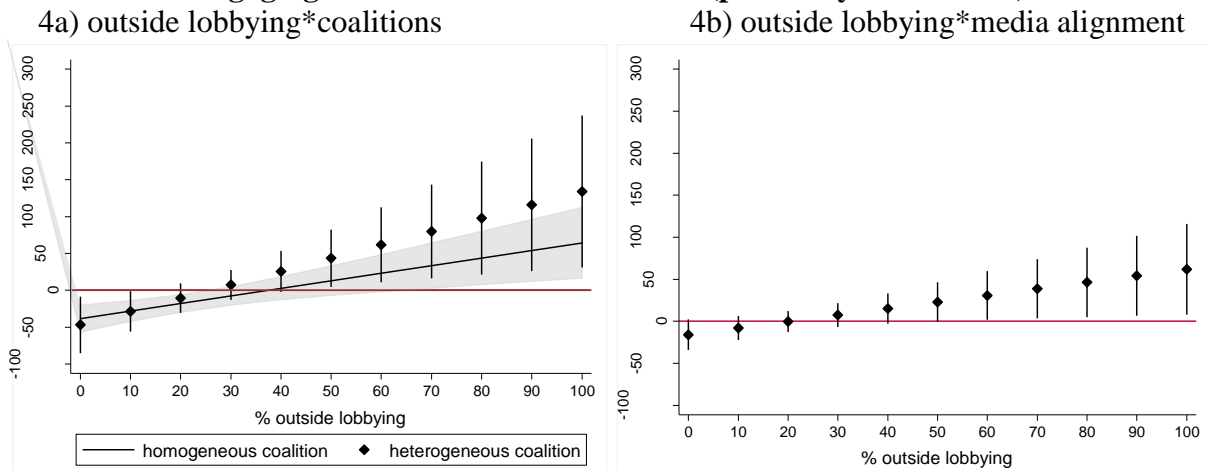 4a) outside lobbying*coalitions
4b) outside lobbying*media alignment
300
250
200
150
100
50
0
-50
-100
0 10 20 30 40 50 60 70 80 90 100
% outside lobbying
homogeneous coalition heterogeneous coalition
300
250
200
150
100
50
0
-50
-100
0 10 20 30 40 50 60 70 80 90 100
% outside lobbying